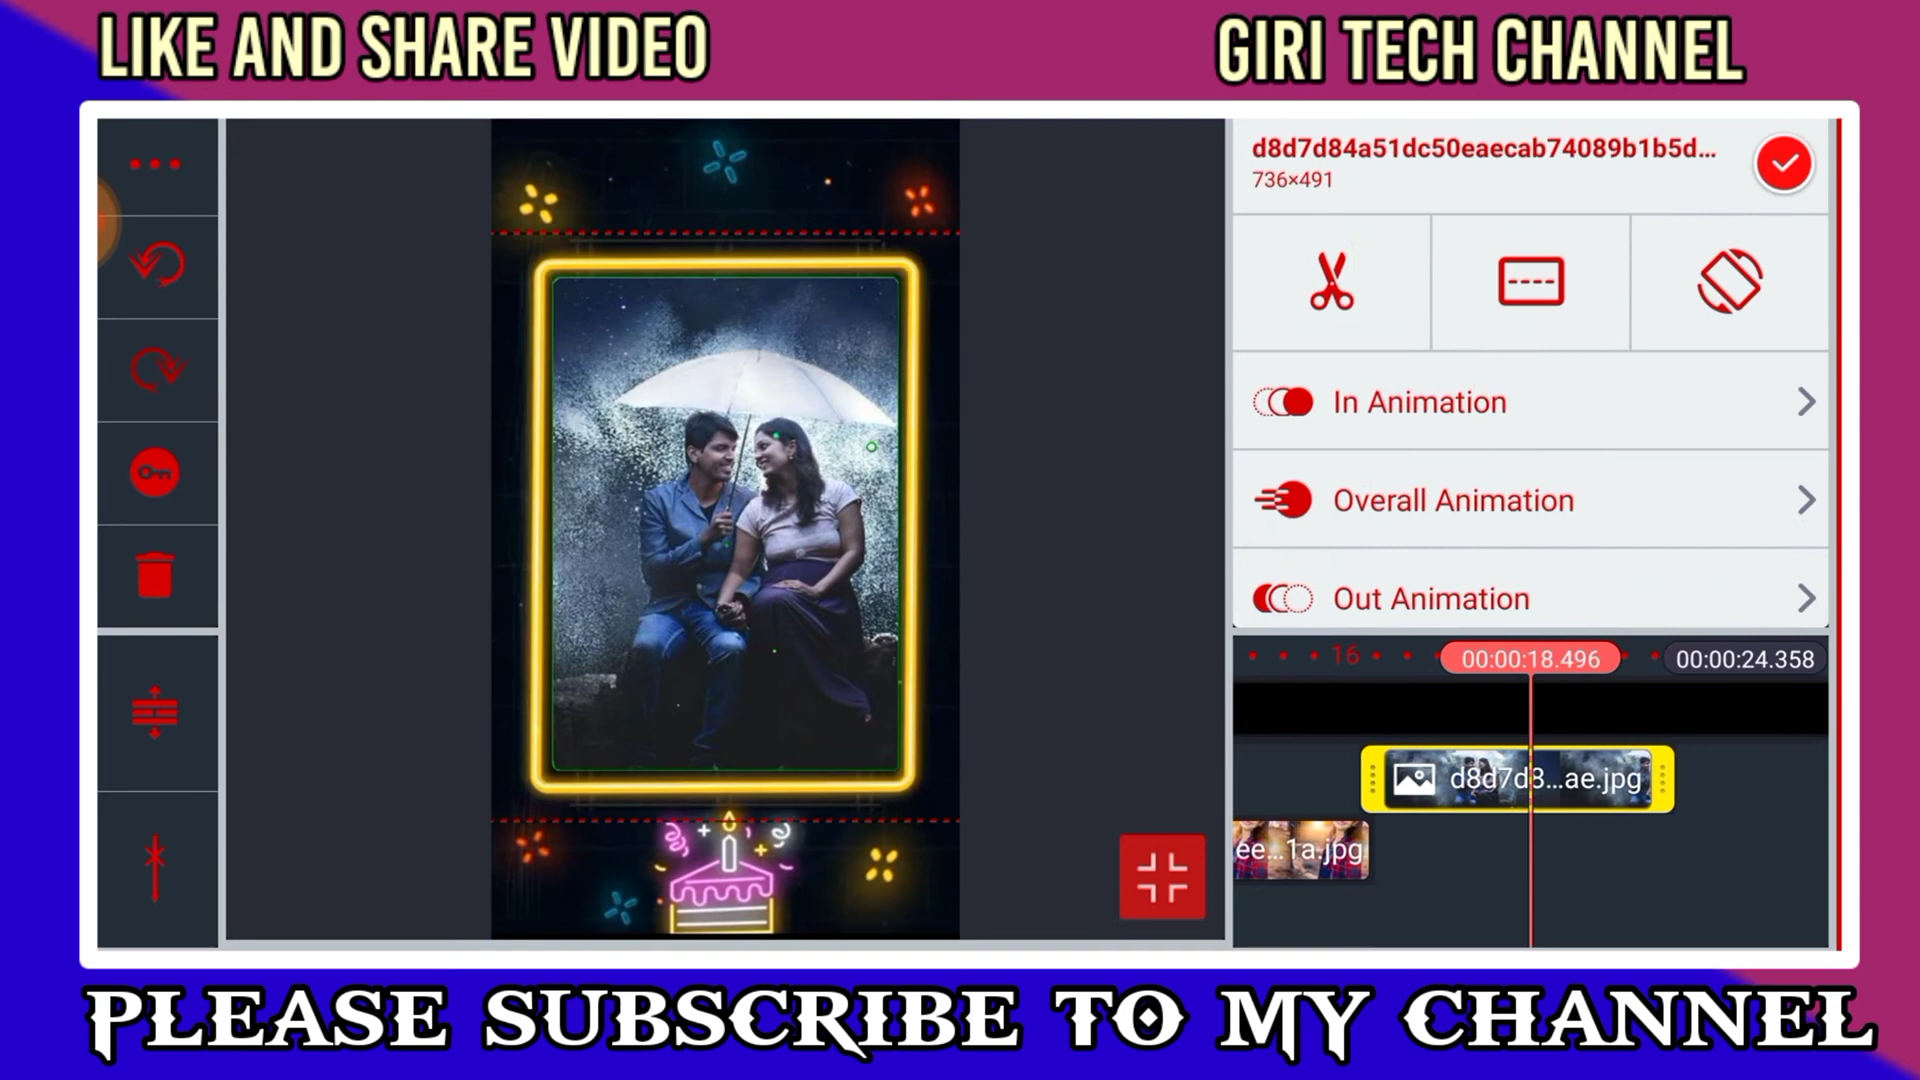 LIKE AND SHARE VIDEO
GIRI TECH CHANNEL
d8d7d84a51dc50eaecab74089b1b5d...
736×491
In Animation
Overall Animation
Out Animation
16
00:00:18.496
00:00:24.358
d8d7d8...ae.jpg
ee...1a.jpg
PLEASE SUBSCRIBE TO MY CHANNEL